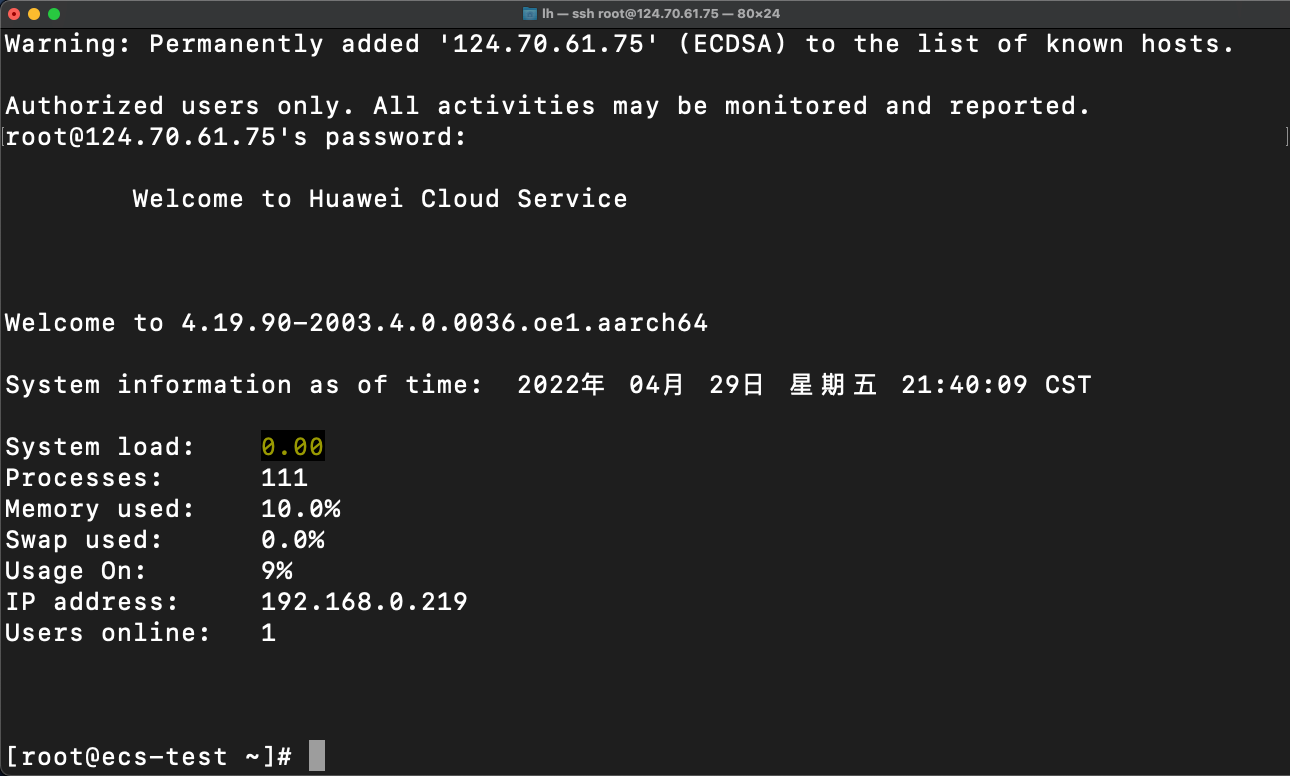 lh — ssh root@124.70.61.75 — 80×24
Warning: Permanently added '124.70.61.75' (ECDSA) to the list of known hosts.
Authorized users only. All activities may be monitored and reported.
[root@124.70.61.75's password: ]
Welcome to Huawei Cloud Service
Welcome to 4.19.90-2003.4.0.0036.oe1.aarch64
System information as of time: 2022年 04月 29日 星期五 21:40:09 CST
System load: 0.00
Processes: 111
Memory used: 10.0%
Swap used: 0.0%
Usage On: 9%
IP address: 192.168.0.219
Users online: 1
[root@ecs-test ~]#